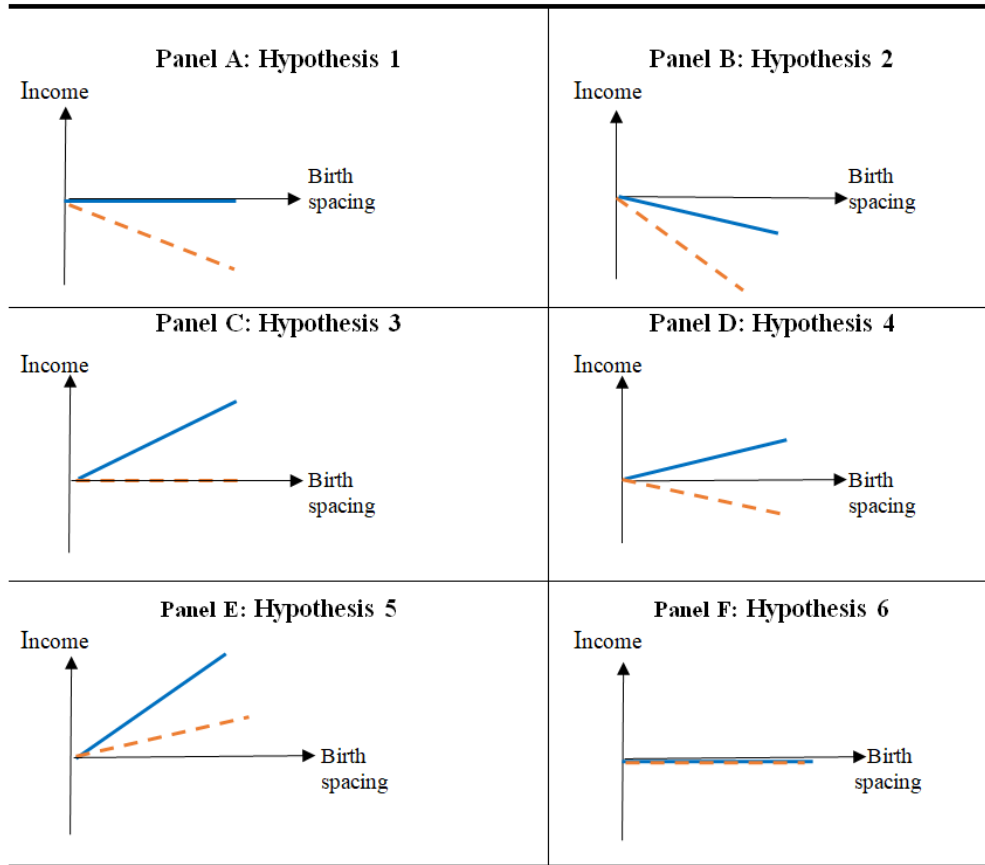 Panel A: Hypothesis 1
Income
Birth
spacing
Panel B: Hypothesis 2
Income
Birth
spacing
Panel C: Hypothesis 3
Income
Birth
spacing
Panel D: Hypothesis 4
Income
Birth
spacing
Panel E: Hypothesis 5
Income
Birth
spacing
Panel F: Hypothesis 6
Income
Birth
spacing